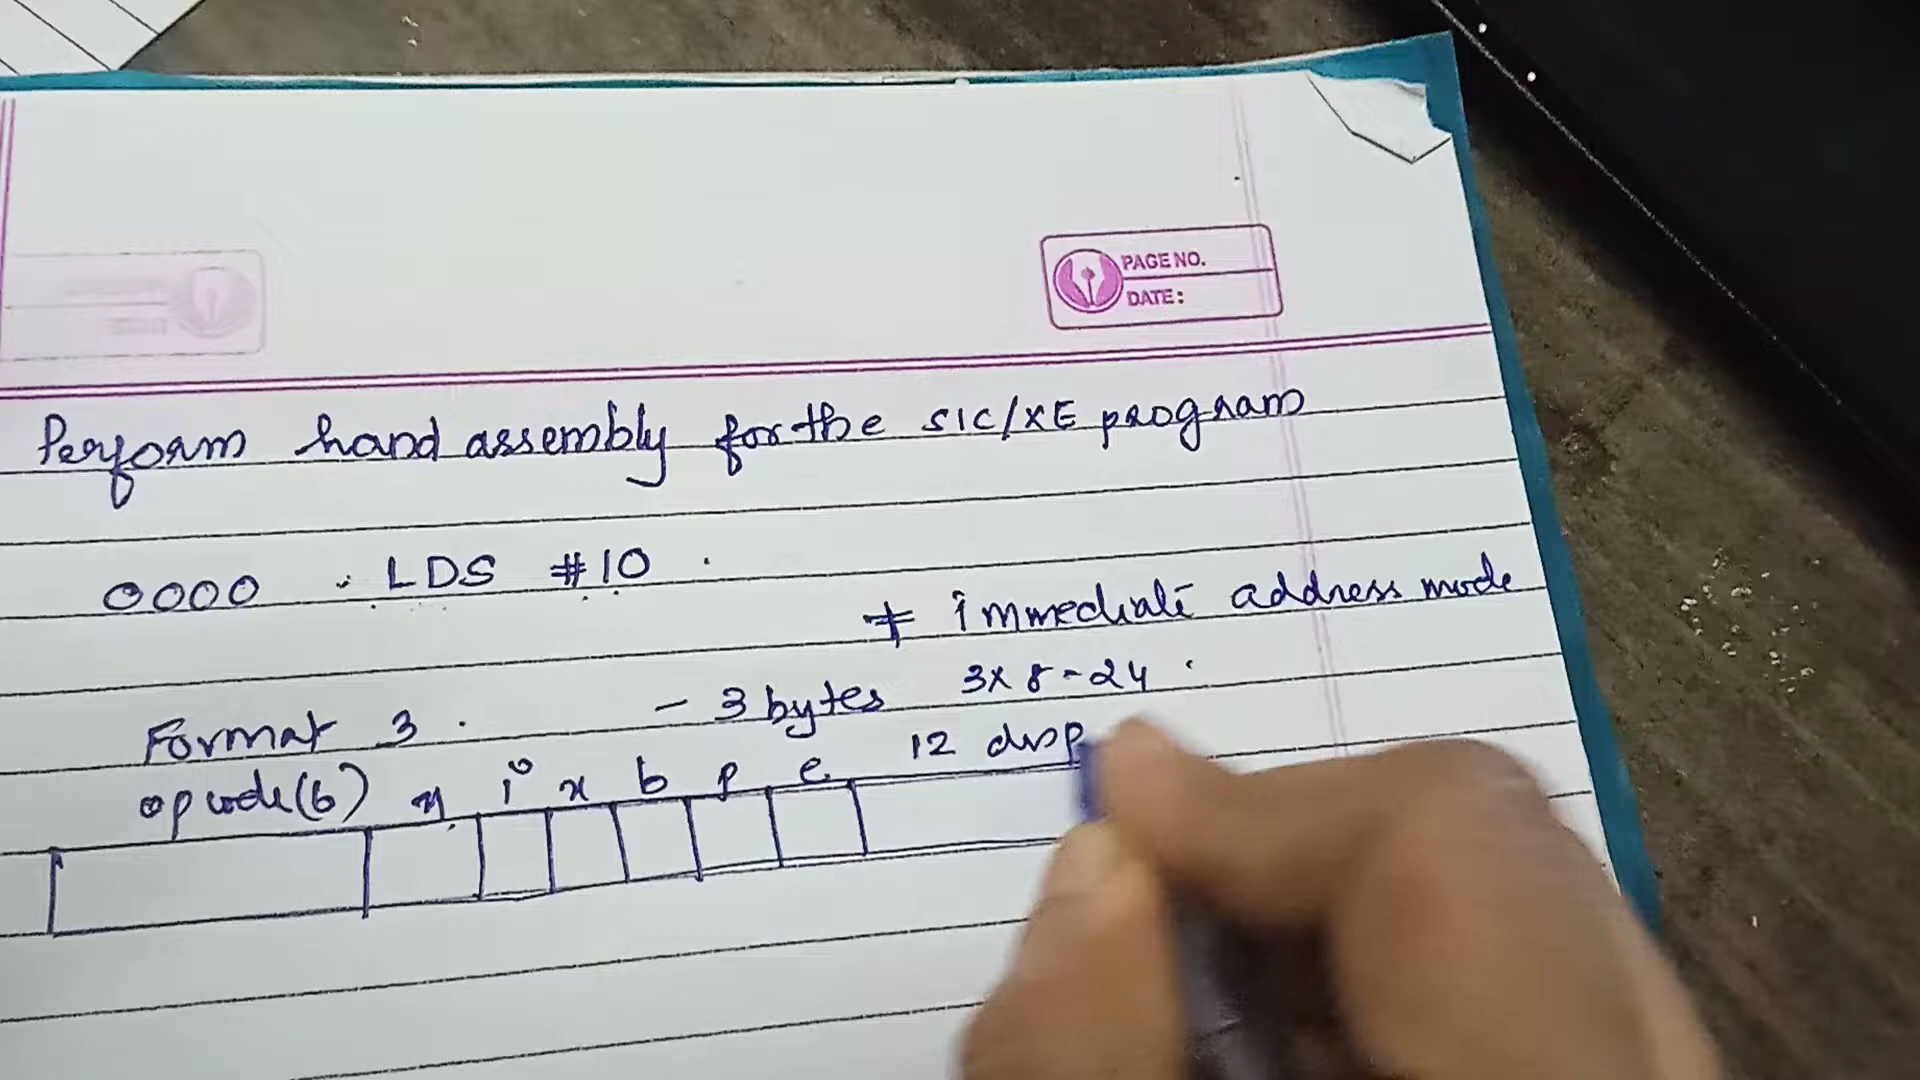 PAGE NO.
DATE:
Perform hand assembly for the SIC/XE program
0000 LDS #10
# immediate address mode
Format 3 - 3 bytes 3x8-24
opcode(6) n i x b p e 12 disp